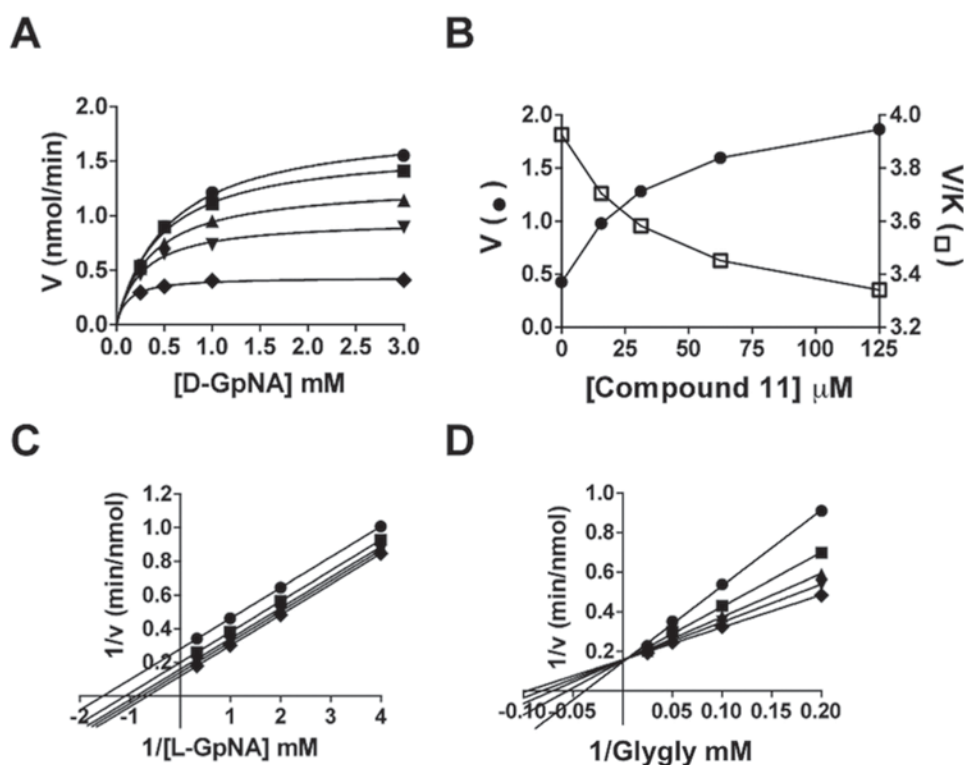 A
V (nmol/min)
2.0
1.5
1.0
0.5
0.0
0.0 0.5 1.0 1.5 2.0 2.5 3.0
[D-GpNA] mM
B
V (●)
2.0
1.5
1.0
0.5
0.0
4.0
3.8
3.6
3.4
3.2
V/K (□)
0 25 50 75 100 125
[Compound 11] μM
C
1/v (min/nmol)
1.2
1.0
0.8
0.6
0.4
0.2
-2 -1 0 1 2 3 4
1/[L-GpNA] mM
D
1/v (min/nmol)
1.0
0.8
0.6
0.4
0.2
-0.10 -0.05 0.05 0.10 0.15 0.20
1/Glygly mM